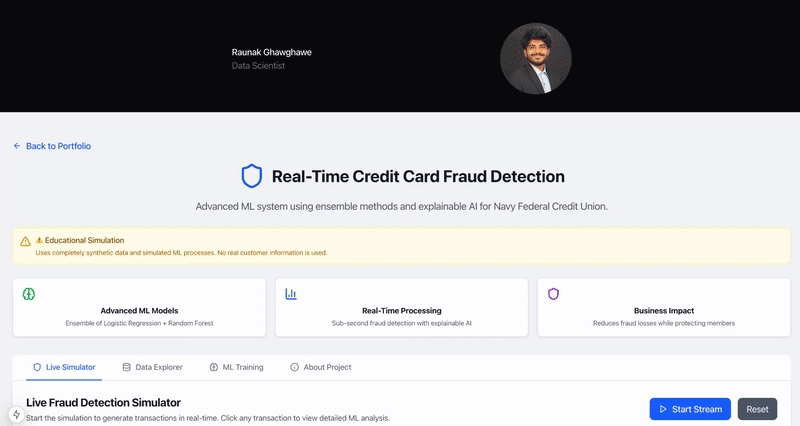 Raunak Ghawghawe
Data Scientist
Back to Portfolio
Real-Time Credit Card Fraud Detection
Advanced ML system using ensemble methods and explainable AI for Navy Federal Credit Union.
⚠️ Educational Simulation
Uses completely synthetic data and simulated ML processes. No real customer information is used.
Advanced ML Models
Ensemble of Logistic Regression + Random Forest
Real-Time Processing
Sub-second fraud detection with explainable AI
Business Impact
Reduces fraud losses while protecting members
Live Simulator
Data Explorer
ML Training
About Project
Live Fraud Detection Simulator
Start the simulation to generate transactions in real-time. Click any transaction to view detailed ML analysis.
Start Stream
Reset